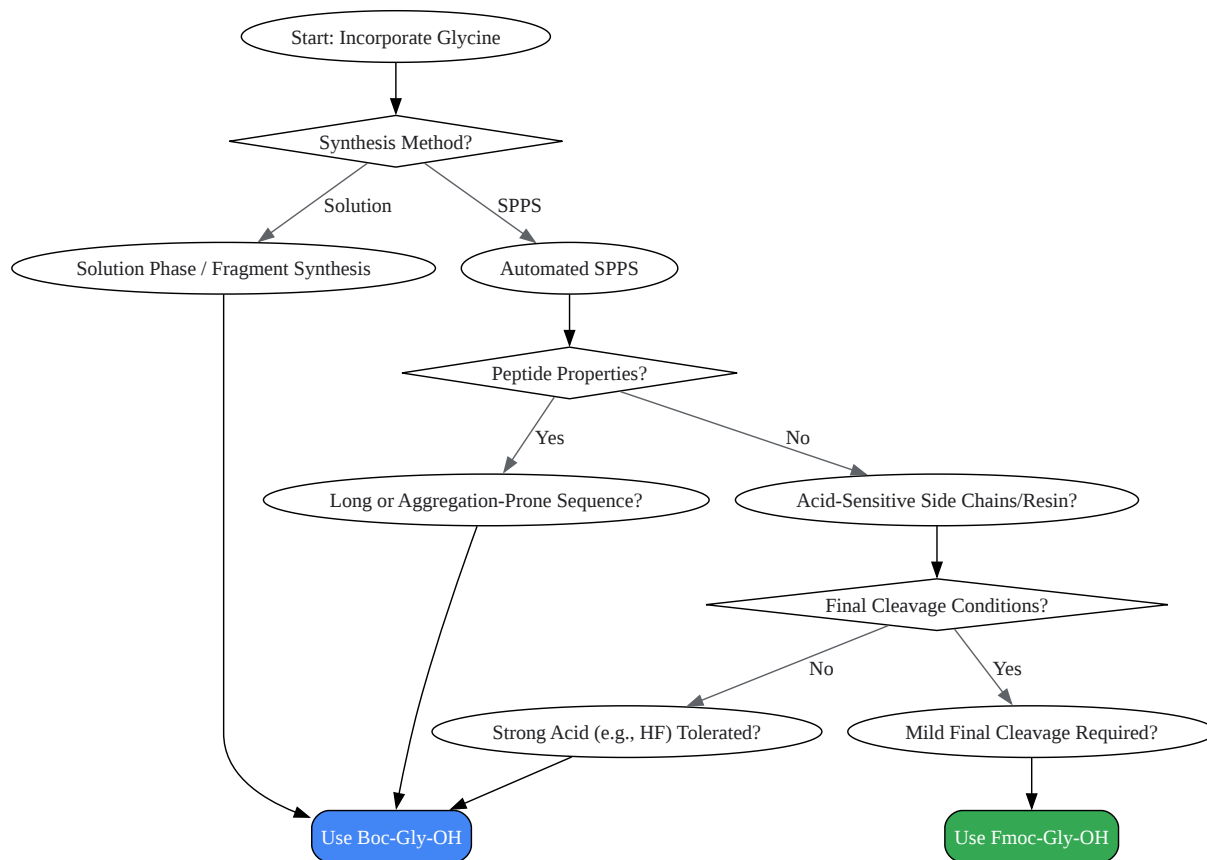 Start: Incorporate Glycine
Synthesis Method?
Solution
SPPS
Solution Phase / Fragment Synthesis
Automated SPPS
Peptide Properties?
Yes
No
Long or Aggregation-Prone Sequence?
Acid-Sensitive Side Chains/Resin?
Final Cleavage Conditions?
No
Yes
Strong Acid (e.g., HF) Tolerated?
Mild Final Cleavage Required?
Use Boc-Gly-OH
Use Fmoc-Gly-OH